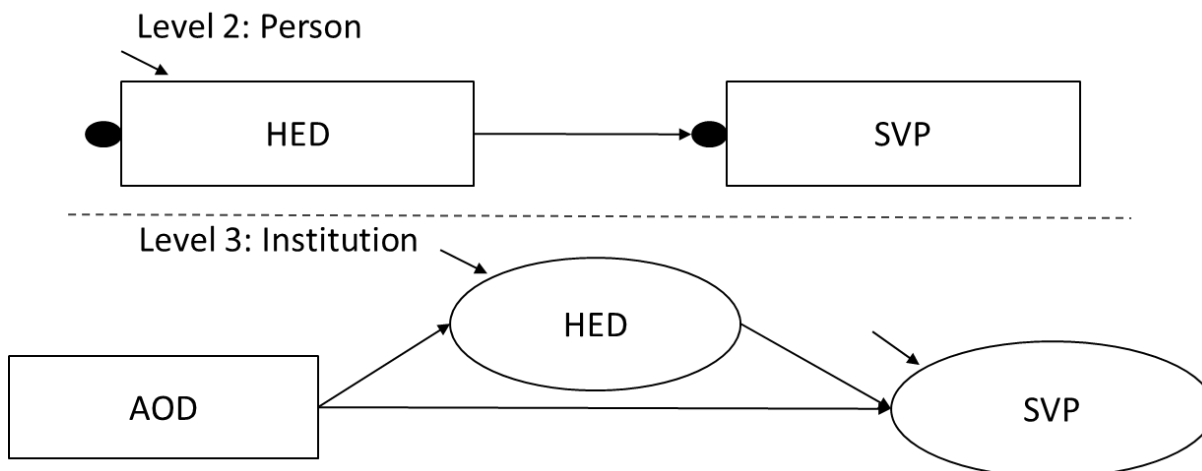 Level 2: Person
HED
SVP
Level 3: Institution
HED
AOD
SVP